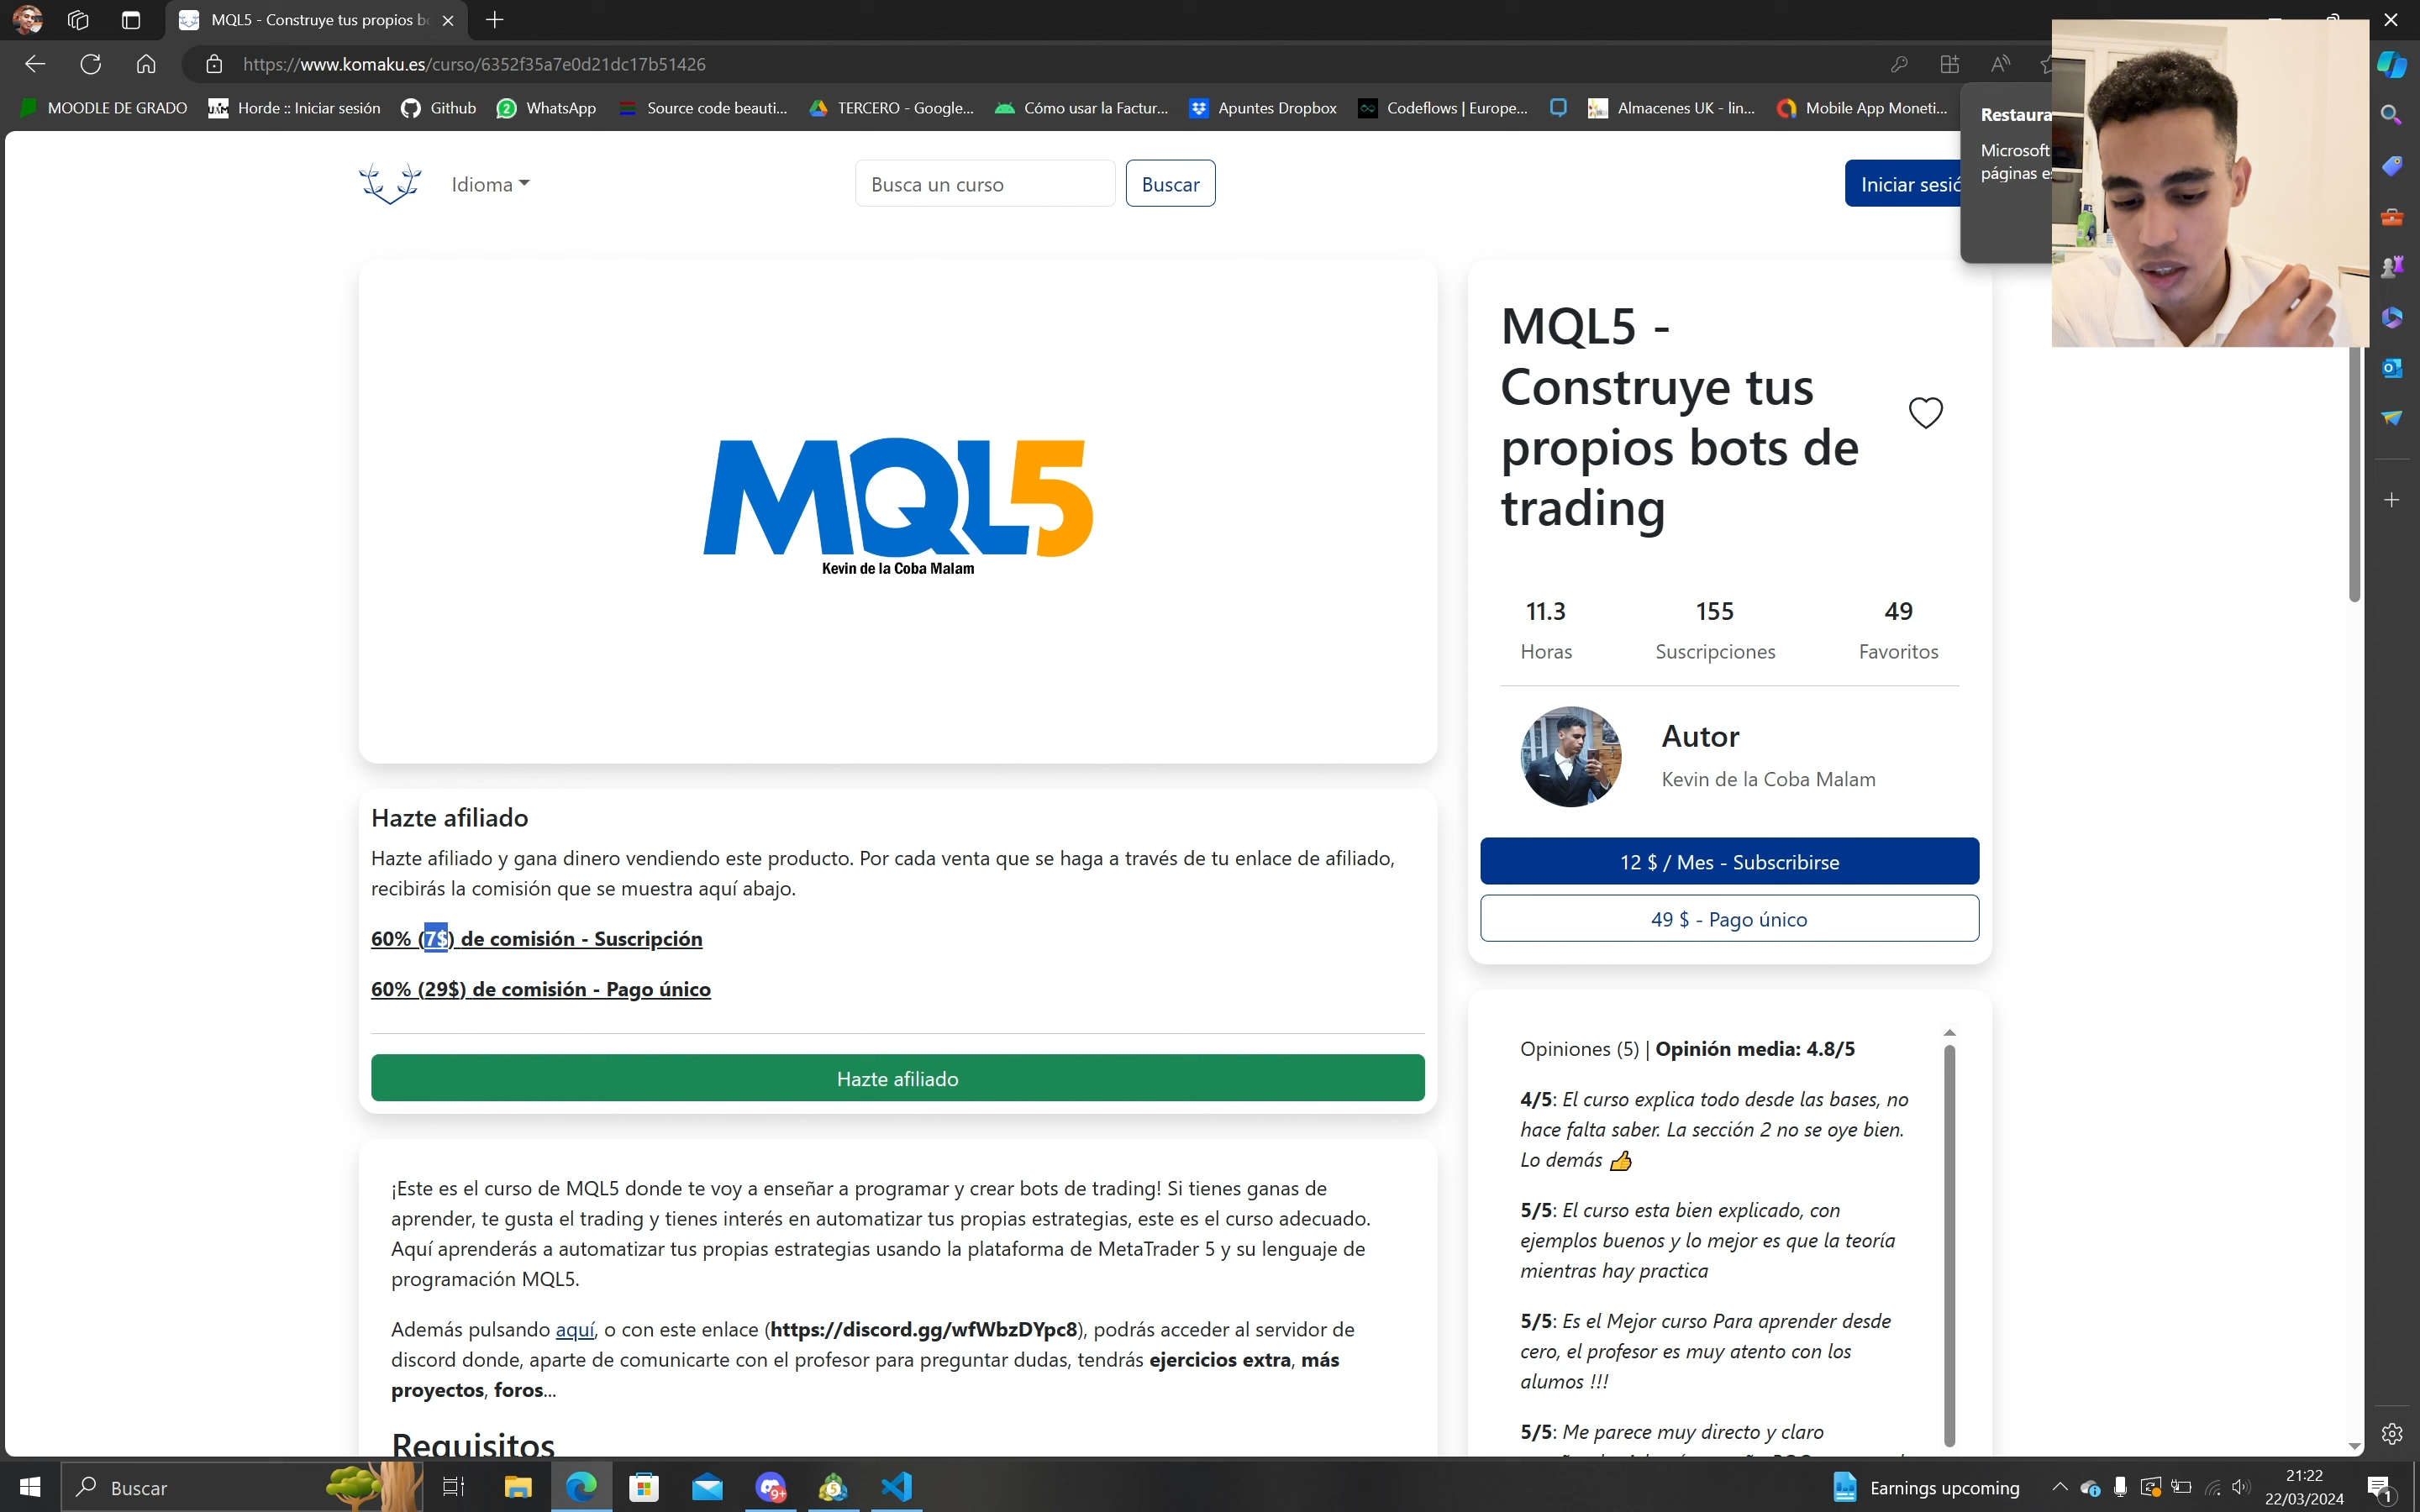 MQL5 - Construye tus propios bo
https://www.komaku.es/curso/6352f35a7e0d21dc17b51426
MOODLE DE GRADO
Horde :: Iniciar sesión
Github
WhatsApp
Source code beauti...
TERCERO - Google...
Cómo usar la Factur...
Apuntes Dropbox
Codeflows | Europe...
Almacenes UK - lin...
Mobile App Moneti...
Restaura
Microsoft
páginas e
Idioma
Busca un curso
Buscar
Iniciar sesió
MQL5
Kevin de la Coba Malam
MQL5 -
Construye tus
propios bots de
trading
11.3
155
49
Horas
Suscripciones
Favoritos
Autor
Kevin de la Coba Malam
12 $ / Mes - Subscribirse
49 $ - Pago único
Hazte afiliado
Hazte afiliado y gana dinero vendiendo este producto. Por cada venta que se haga a través de tu enlace de afiliado,
recibirás la comisión que se muestra aquí abajo.
60% (7$) de comisión - Suscripción
60% (29$) de comisión - Pago único
Hazte afiliado
¡Este es el curso de MQL5 donde te voy a enseñar a programar y crear bots de trading! Si tienes ganas de
aprender, te gusta el trading y tienes interés en automatizar tus propias estrategias, este es el curso adecuado.
Aquí aprenderás a automatizar tus propias estrategias usando la plataforma de MetaTrader 5 y su lenguaje de
programación MQL5.
Además pulsando aquí, o con este enlace (https://discord.gg/wfWbzDYpc8), podrás acceder al servidor de
discord donde, aparte de comunicarte con el profesor para preguntar dudas, tendrás ejercicios extra, más
proyectos, foros...
Requisitos
Opiniones (5) | Opinión media: 4.8/5
4/5: El curso explica todo desde las bases, no
hace falta saber. La sección 2 no se oye bien.
Lo demás 👍
5/5: El curso esta bien explicado, con
ejemplos buenos y lo mejor es que la teoría
mientras hay practica
5/5: Es el Mejor curso Para aprender desde
cero, el profesor es muy atento con los
alumos !!!
5/5: Me parece muy directo y claro
Buscar
9+
5
Earnings upcoming
21:22
22/03/2024
1